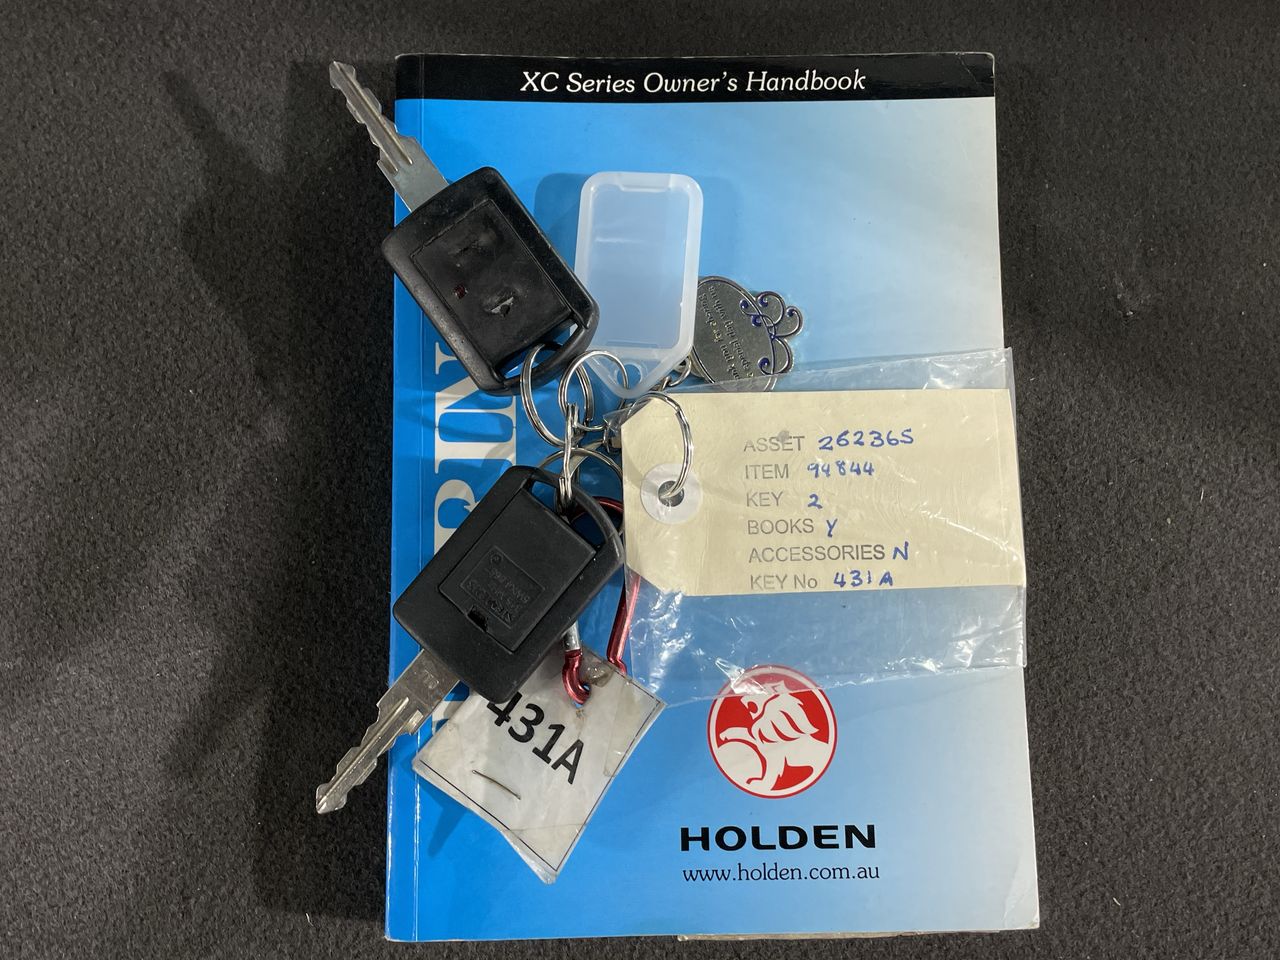 XC Series Owner's Handbook
ASSET 262365
ITEM 94844
KEY 2
BOOKS Y
ACCESSORIES N
KEY No 431A
431A
HOLDEN
www.holden.com.au